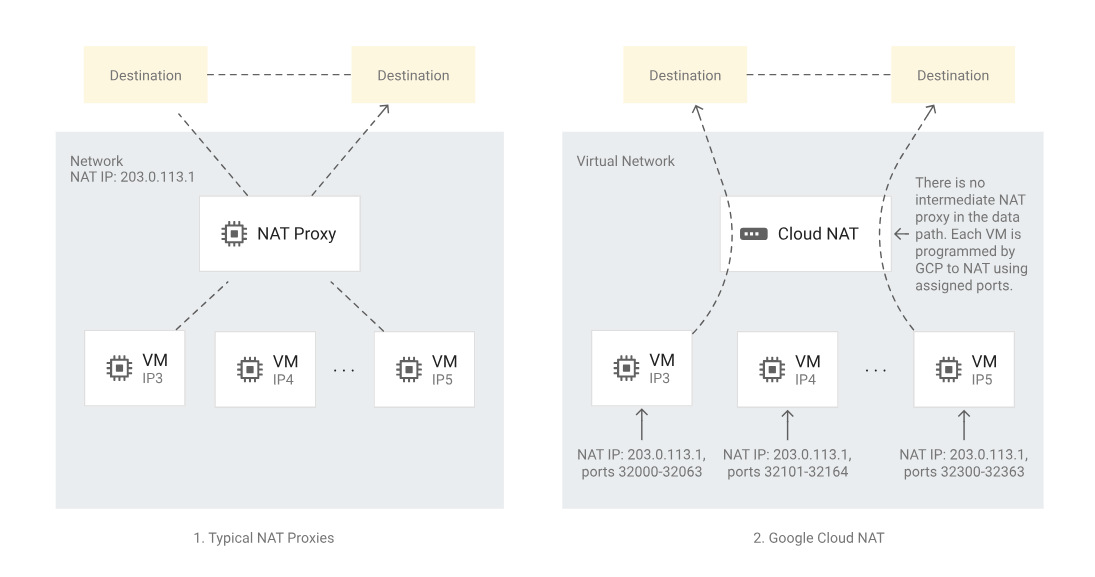 Destination
Destination
Network
NAT IP: 203.0.113.1
NAT Proxy
VM
IP3
VM
IP4
. . .
VM
IP5
1. Typical NAT Proxies
Destination
Destination
Virtual Network
Cloud NAT
There is no
intermediate NAT
proxy in the data
path. Each VM is
programmed by
GCP to NAT using
assigned ports.
VM
IP3
VM
IP4
. . .
VM
IP5
NAT IP: 203.0.113.1,
ports 32000-32063
NAT IP: 203.0.113.1,
ports 32101-32164
NAT IP: 203.0.113.1,
ports 32300-32363
2. Google Cloud NAT